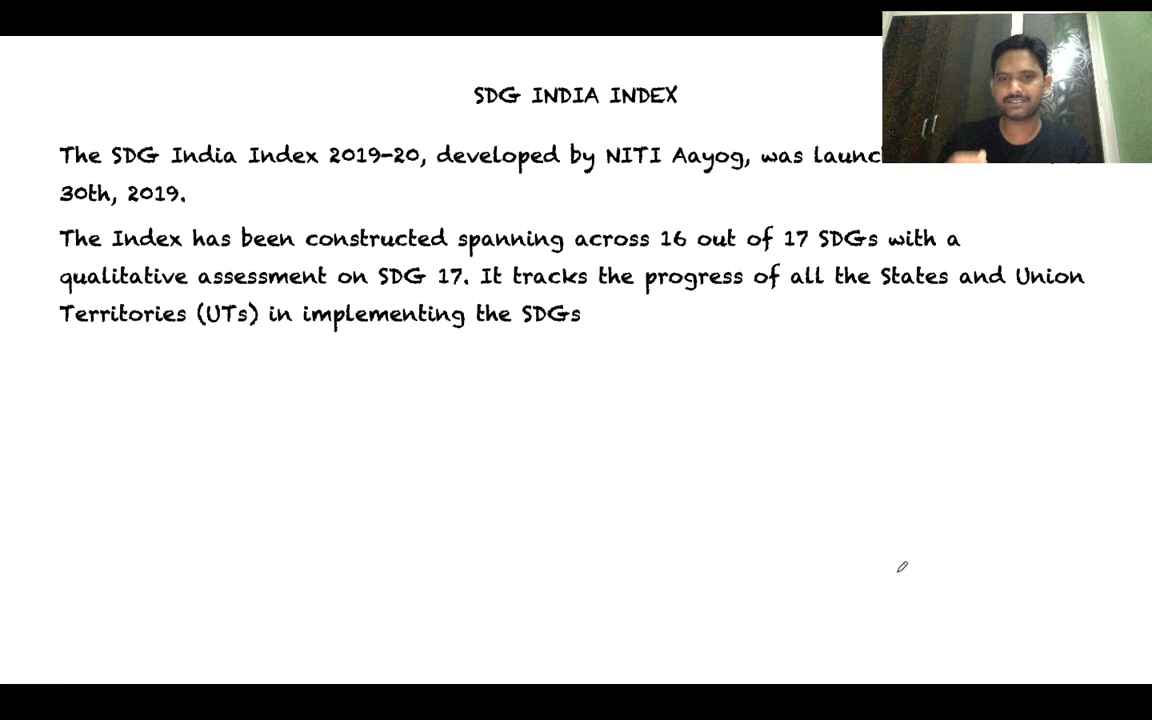 SDG INDIA INDEX
The SDG India Index 2019-20, developed by NITI Aayog, was
30th, 2019.
The Index has been constructed spanning across 16 out of 17 SDGs with a
qualitative assessment on SDG 17. It tracks the progress of all the States and Union
Territories (UTs) in implementing the SDGs